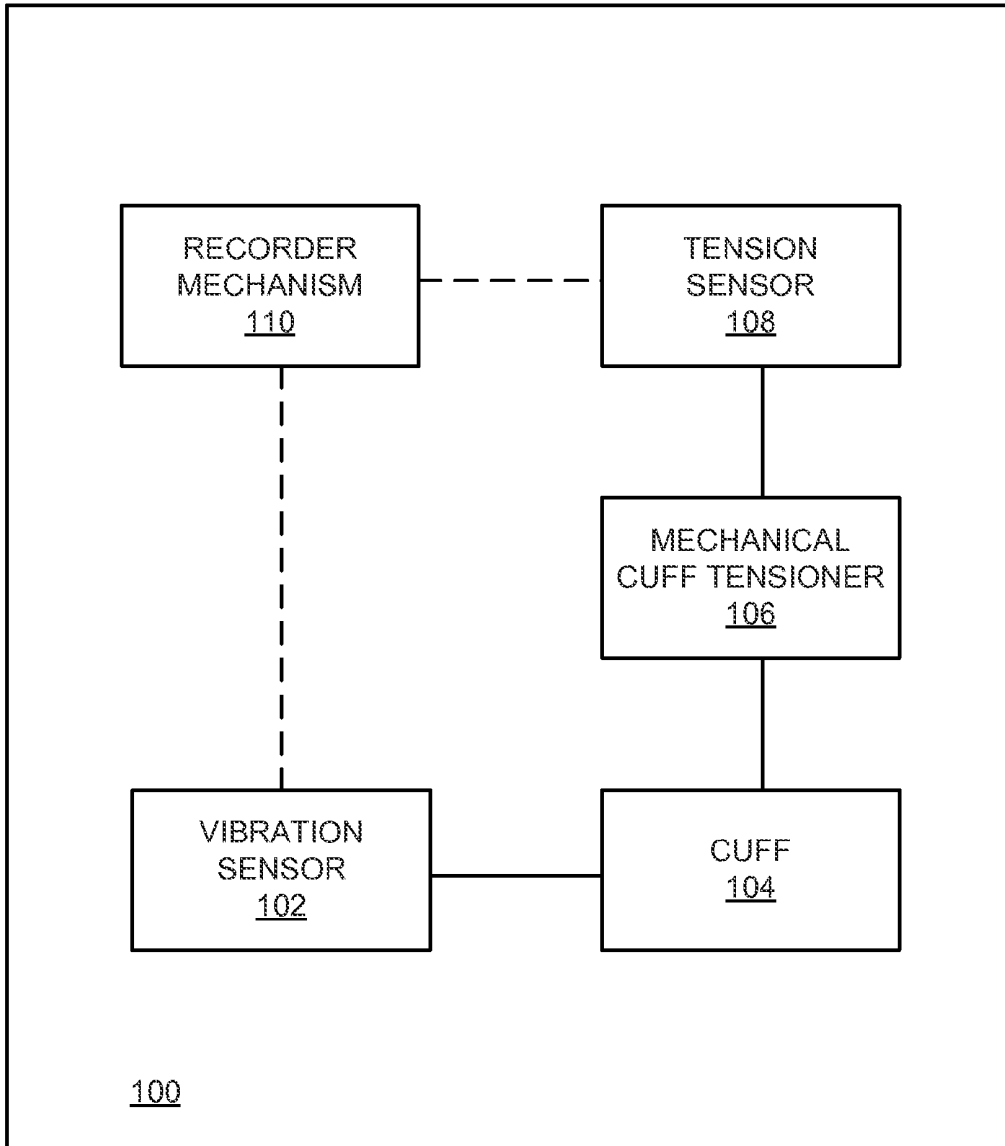 RECORDER
MECHANISM
110
TENSION
SENSOR
108
MECHANICAL
CUFF TENSIONER
106
VIBRATION
SENSOR
102
CUFF
104
100